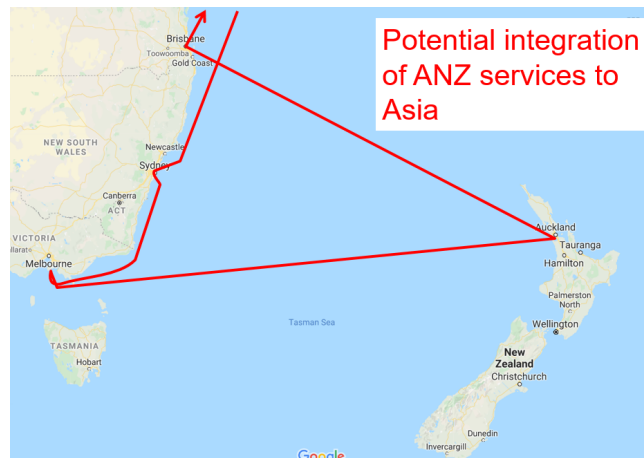 Potential integration
of ANZ services to
Asia
Brisbane
Toowoomba
Gold Coast
NEW SOUTH
WALES
Newcastle
Sydney
Canberra
ACT
VICTORIA
llarate
Melbourne
TASMANIA
Hobart
Tasman Sea
Auckland
Tauranga
Hamilton
Palmerston
North
Wellington
New
Zealand
Christchurch
Dunedin
Invercargill
Google